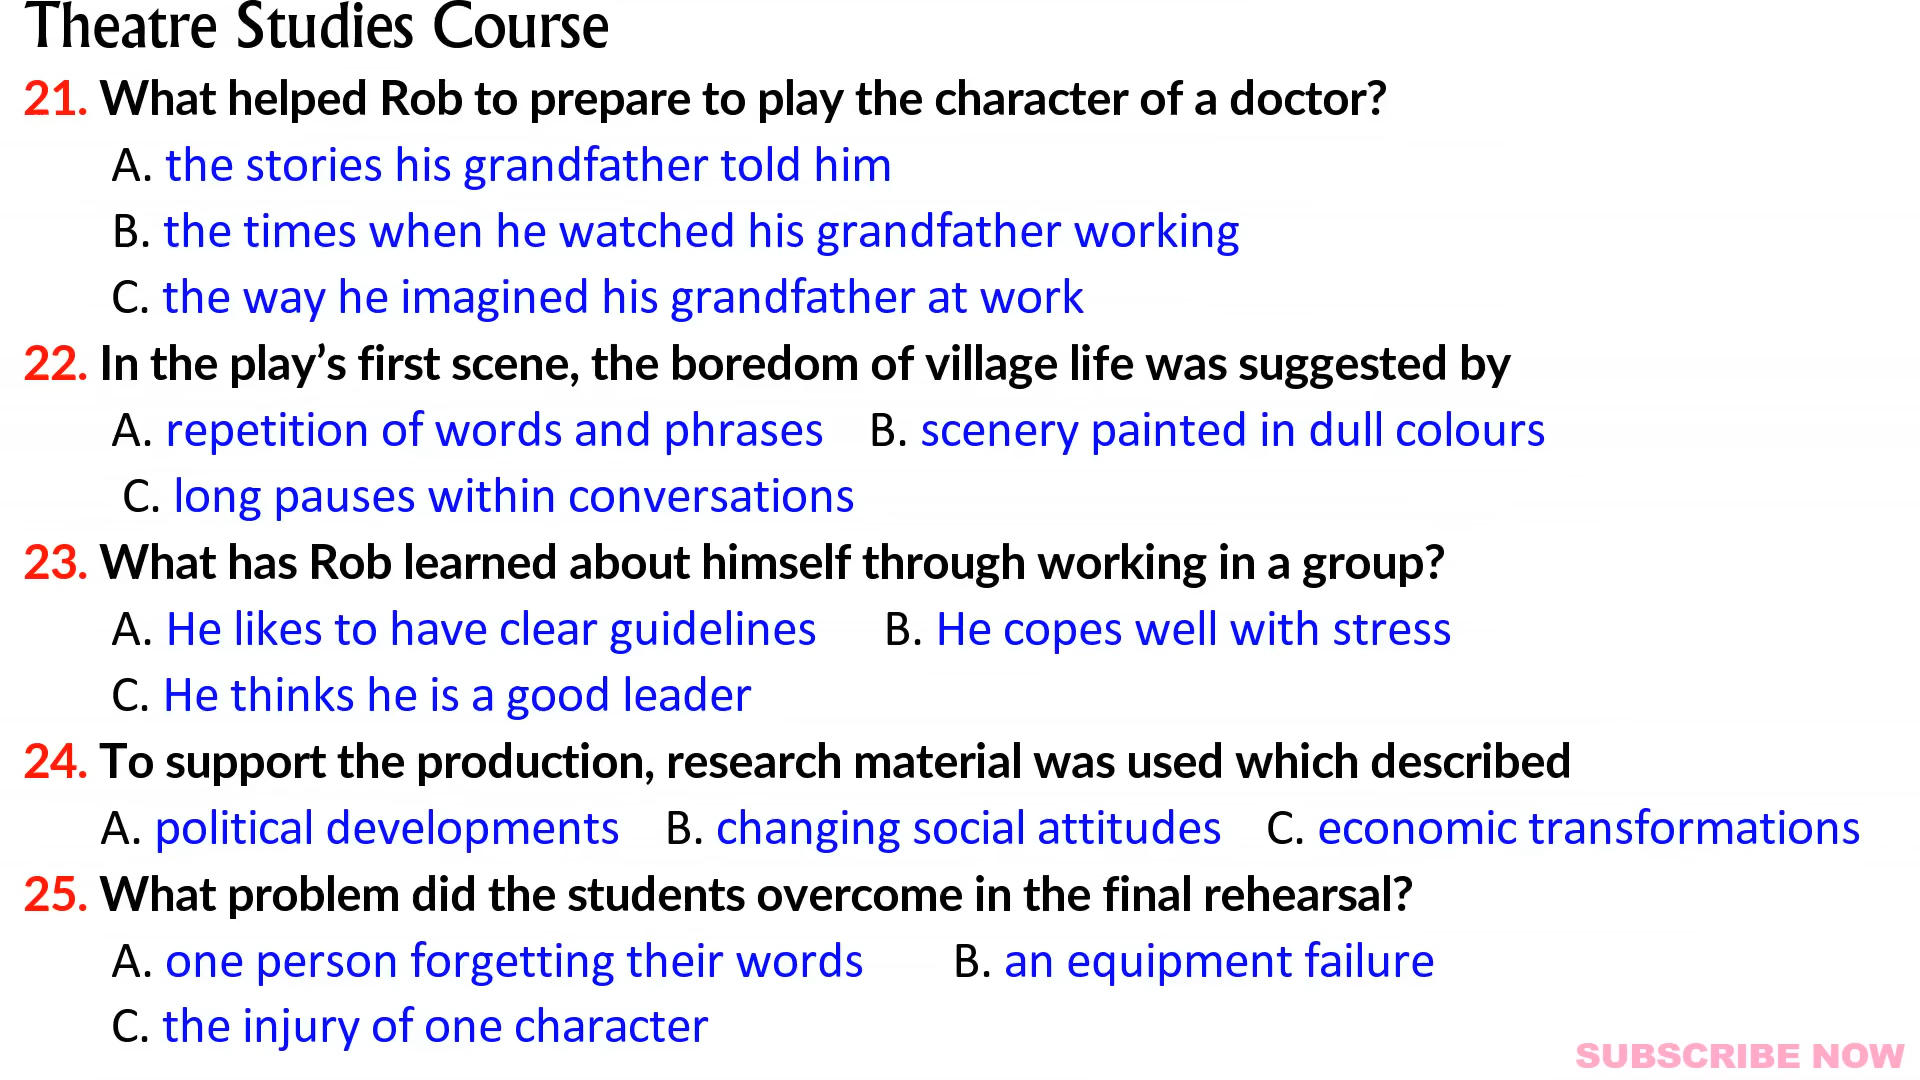 Theatre Studies Course
21. What helped Rob to prepare to play the character of a doctor?
A. the stories his grandfather told him
B. the times when he watched his grandfather working
C. the way he imagined his grandfather at work
22. In the play’s first scene, the boredom of village life was suggested by
A. repetition of words and phrases B. scenery painted in dull colours
C. long pauses within conversations
23. What has Rob learned about himself through working in a group?
A. He likes to have clear guidelines B. He copes well with stress
C. He thinks he is a good leader
24. To support the production, research material was used which described
A. political developments B. changing social attitudes C. economic transformations
25. What problem did the students overcome in the final rehearsal?
A. one person forgetting their words B. an equipment failure
C. the injury of one character
SUBSCRIBE NOW